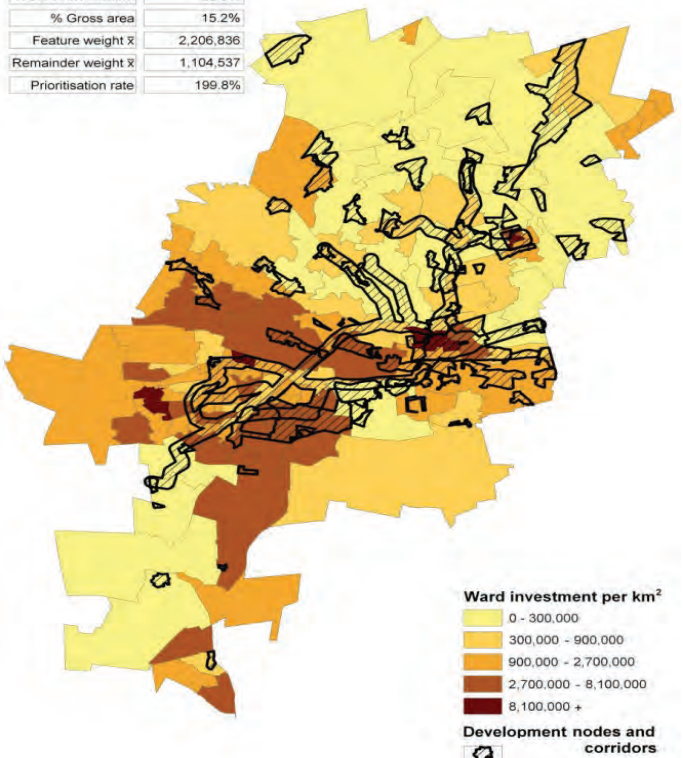 % Gross area 15.2%
Feature weight x̄ 2,206,836
Remainder weight x̄ 1,104,537
Prioritisation rate 199.8%
Ward investment per km²
0 - 300,000
300,000 - 900,000
900,000 - 2,700,000
2,700,000 - 8,100,000
8,100,000 +
Development nodes and
corridors